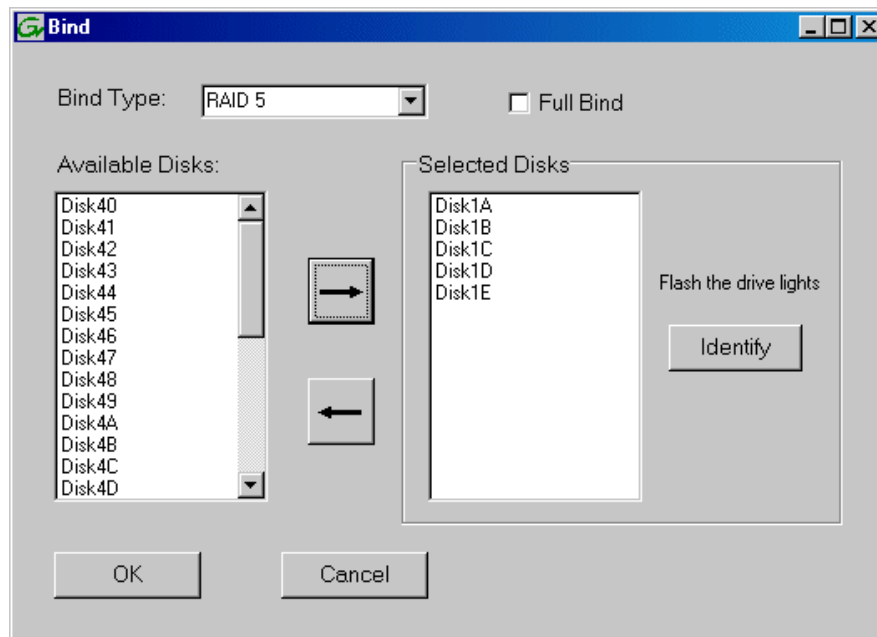 Bind
Bind Type: RAID 5 Full Bind
Available Disks:
Disk40
Disk41
Disk42
Disk43
Disk44
Disk45
Disk46
Disk47
Disk48
Disk49
Disk4A
Disk4B
Disk4C
Disk4D
Selected Disks
Disk1A
Disk1B
Disk1C
Disk1D
Disk1E
Flash the drive lights
Identify
OK Cancel